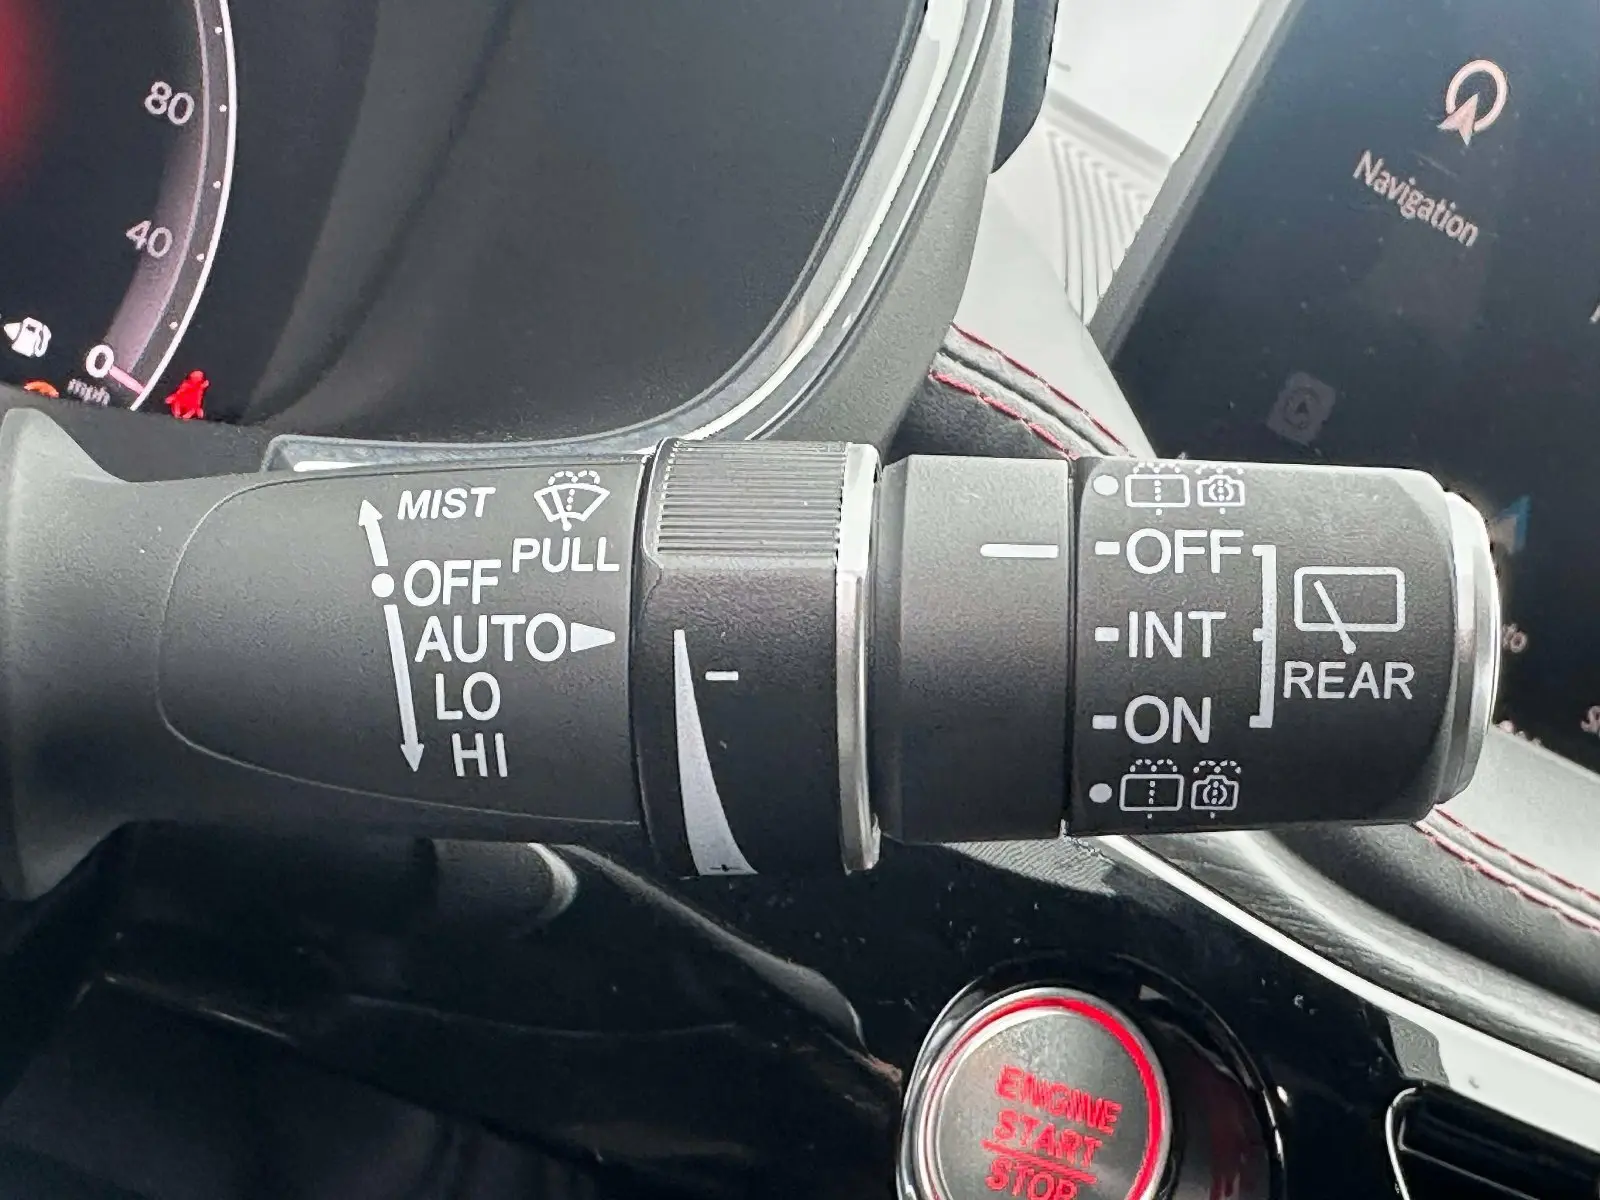 80
40
0
mph
Navigation
MIST
PULL
OFF
AUTO
LO
HI
OFF
INT
ON
REAR
ENGINE
START
STOP